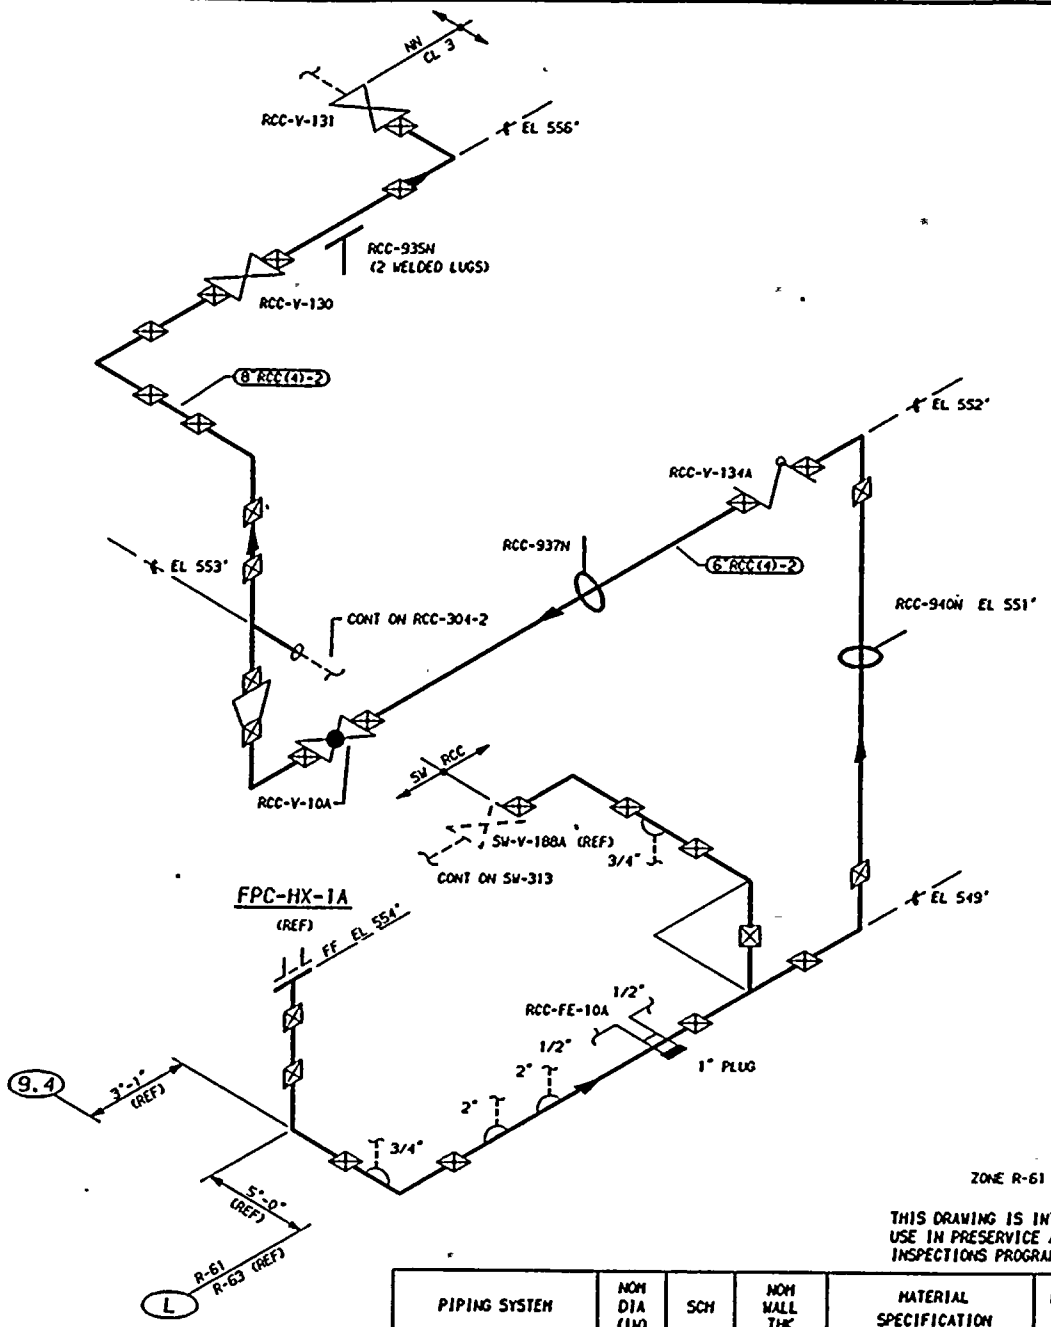 NN
CL 3
RCC-V-131
℄ EL 556'
RCC-935N
(2 WELDED LUGS)
RCC-V-130
8"RCC(4)-2
℄ EL 552'
RCC-V-134A
RCC-937N
6"RCC(4)-2
℄ EL 553'
CONT ON RCC-304-2
RCC-940N EL 551'
SW RCC
RCC-V-10A
SW-V-188A (REF)
3/4"
CONT ON SW-313
FPC-HX-1A
(REF)
FF EL 554'
℄ EL 549'
1/2"
RCC-FE-10A
1/2"
1" PLUG
2"
2"
9.4
3'-1"
(REF)
3/4"
5'-0"
(REF)
R-61
R-63 (REF)
L
ZONE R-61
THIS DRAWING IS
USE IN PRESERVICE
INSPECTIONS PROGRAM
PIPING SYSTEM
NOM
DIA
(IN)
SCH
NOM
WALL
THK
MATERIAL
SPECIFICATION